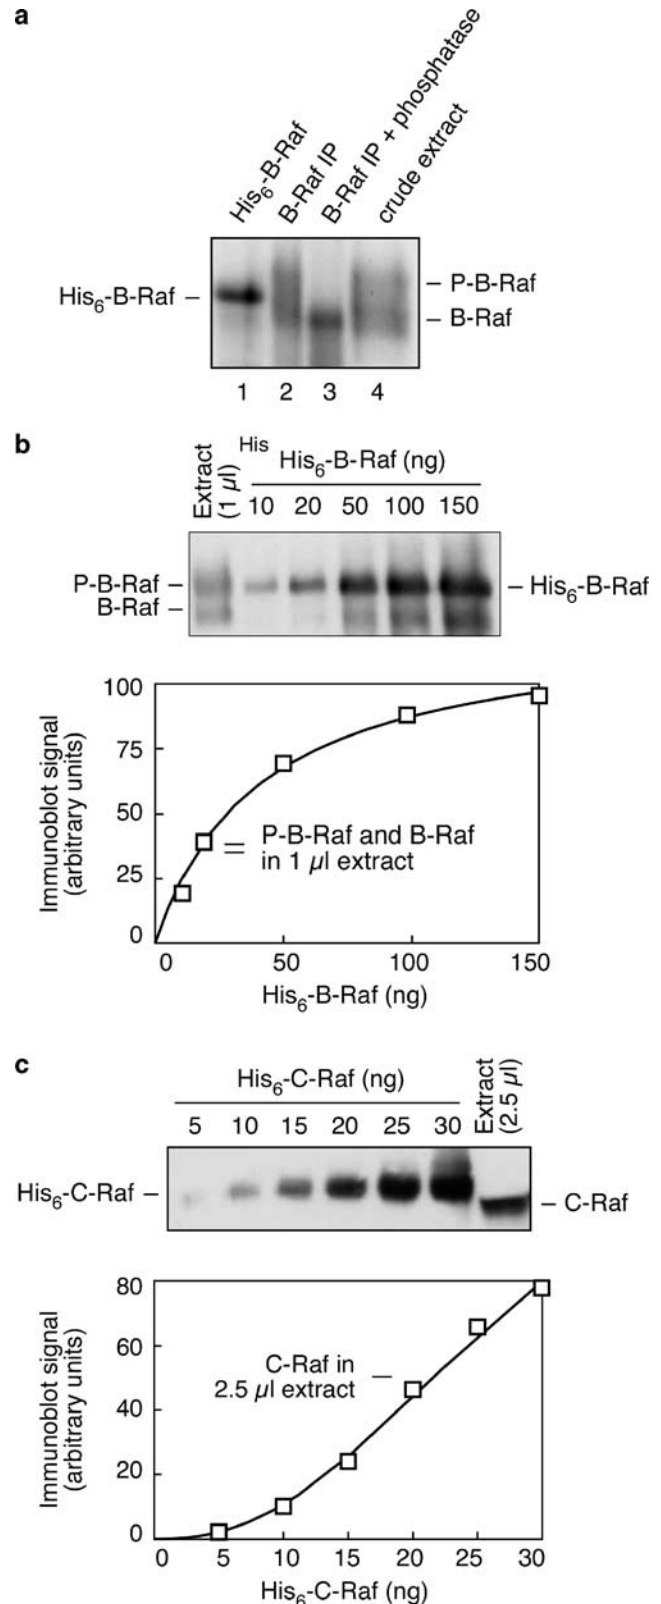 a
His6-B-Raf
B-Raf IP
B-Raf IP + phosphatase
crude extract
His6-B-Raf
P-B-Raf
B-Raf
1 2 3 4
b
Extract
(1 µl)
His
His6-B-Raf (ng)
10 20 50 100 150
P-B-Raf
B-Raf
His6-B-Raf
100
75
50
25
0
Immunoblot signal
(arbitrary units)
P-B-Raf and B-Raf
in 1 µl extract
0 50 100 150
His6-B-Raf (ng)
c
His6-C-Raf (ng)
5 10 15 20 25 30
Extract
(2.5 µl)
His6-C-Raf
C-Raf
80
60
40
20
0
Immunoblot signal
(arbitrary units)
C-Raf in
2.5 µl extract
0 5 10 15 20 25 30
His6-C-Raf (ng)